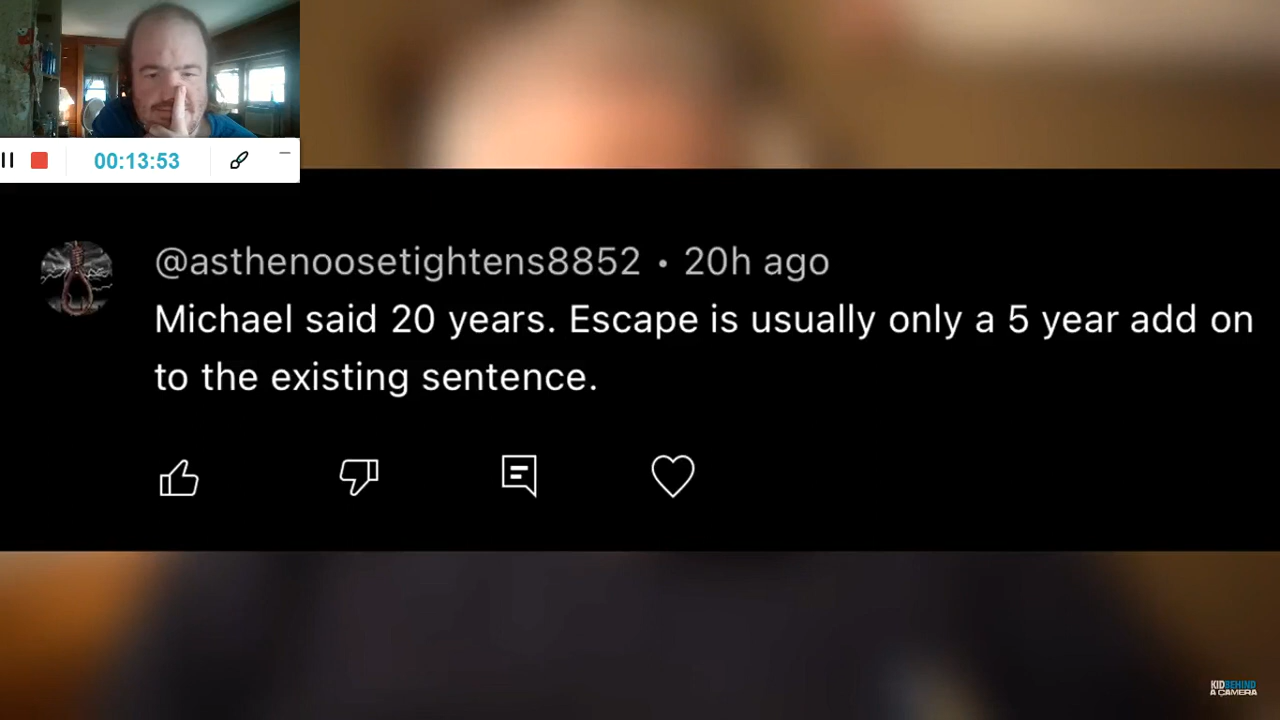 00:13:53
@asthenoosetightens8852 • 20h ago
Michael said 20 years. Escape is usually only a 5 year add on
to the existing sentence.
KIDBEHIND
A CAMERA